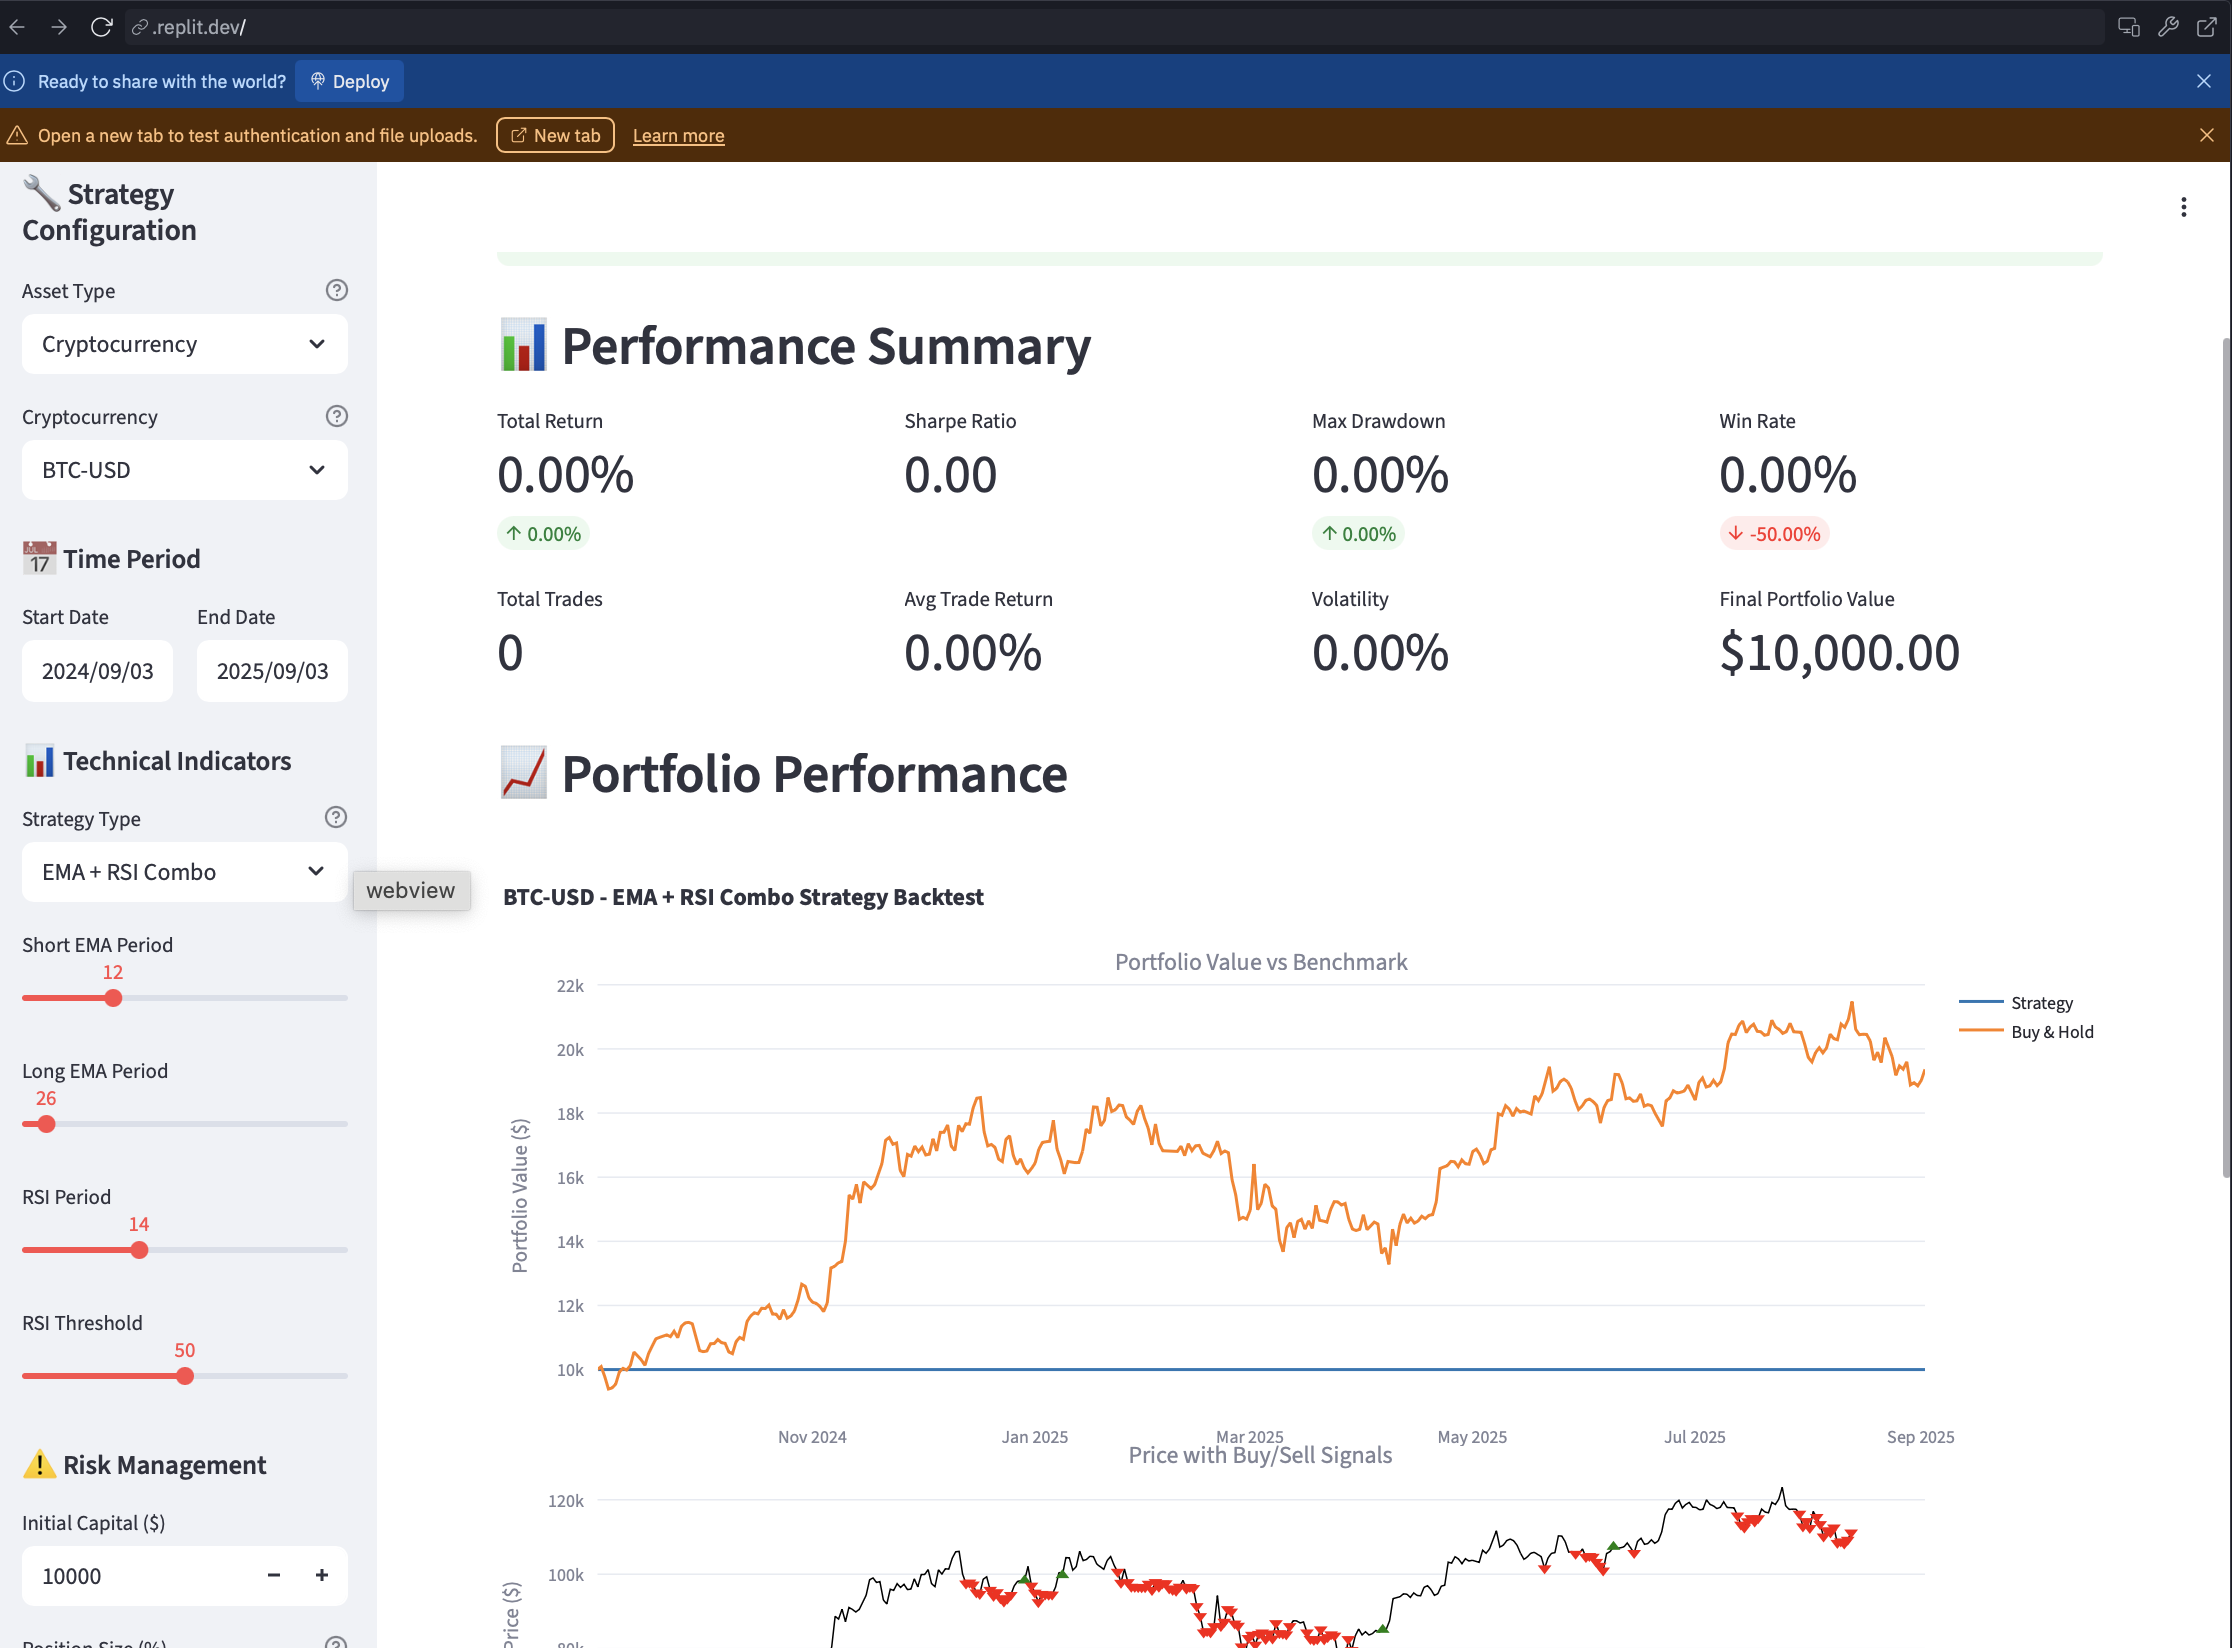 .replit.dev/
Ready to share with the world? Deploy
Open a new tab to test authentication and file uploads. New tab Learn more
Strategy
Configuration
Asset Type
Cryptocurrency
Cryptocurrency
BTC-USD
JUL
17
Time Period
Start Date End Date
2024/09/03 2025/09/03
Technical Indicators
Strategy Type
EMA + RSI Combo
webview
Short EMA Period
12
Long EMA Period
26
RSI Period
14
RSI Threshold
50
Risk Management
Initial Capital ($)
10000 − +
Position Size (%)
Performance Summary
Total Return Sharpe Ratio Max Drawdown Win Rate
0.00% 0.00 0.00% 0.00%
↑ 0.00% ↑ 0.00% ↓ -50.00%
Total Trades Avg Trade Return Volatility Final Portfolio Value
0 0.00% 0.00% $10,000.00
Portfolio Performance
BTC-USD - EMA + RSI Combo Strategy Backtest
Portfolio Value vs Benchmark
22k
20k
18k
16k
14k
12k
10k
Portfolio Value ($)
Strategy
Buy & Hold
Nov 2024 Jan 2025 Mar 2025 May 2025 Jul 2025 Sep 2025
Price with Buy/Sell Signals
120k
100k
80k
Price ($)